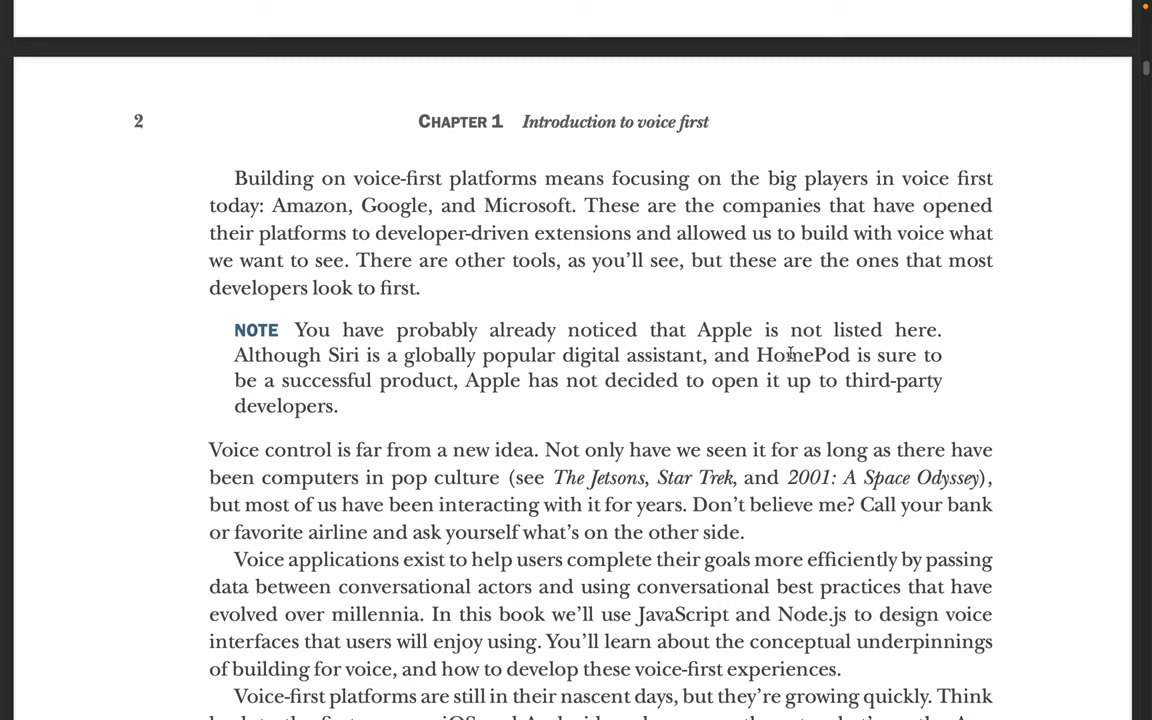 2 CHAPTER 1 Introduction to voice first
Building on voice-first platforms means focusing on the big players in voice first
today: Amazon, Google, and Microsoft. These are the companies that have opened
their platforms to developer-driven extensions and allowed us to build with voice what
we want to see. There are other tools, as you’ll see, but these are the ones that most
developers look to first.
NOTE You have probably already noticed that Apple is not listed here.
Although Siri is a globally popular digital assistant, and HomePod is sure to
be a successful product, Apple has not decided to open it up to third-party
developers.
Voice control is far from a new idea. Not only have we seen it for as long as there have
been computers in pop culture (see The Jetsons, Star Trek, and 2001: A Space Odyssey),
but most of us have been interacting with it for years. Don’t believe me? Call your bank
or favorite airline and ask yourself what’s on the other side.
Voice applications exist to help users complete their goals more efficiently by passing
data between conversational actors and using conversational best practices that have
evolved over millennia. In this book we’ll use JavaScript and Node.js to design voice
interfaces that users will enjoy using. You’ll learn about the conceptual underpinnings
of building for voice, and how to develop these voice-first experiences.
Voice-first platforms are still in their nascent days, but they’re growing quickly. Think